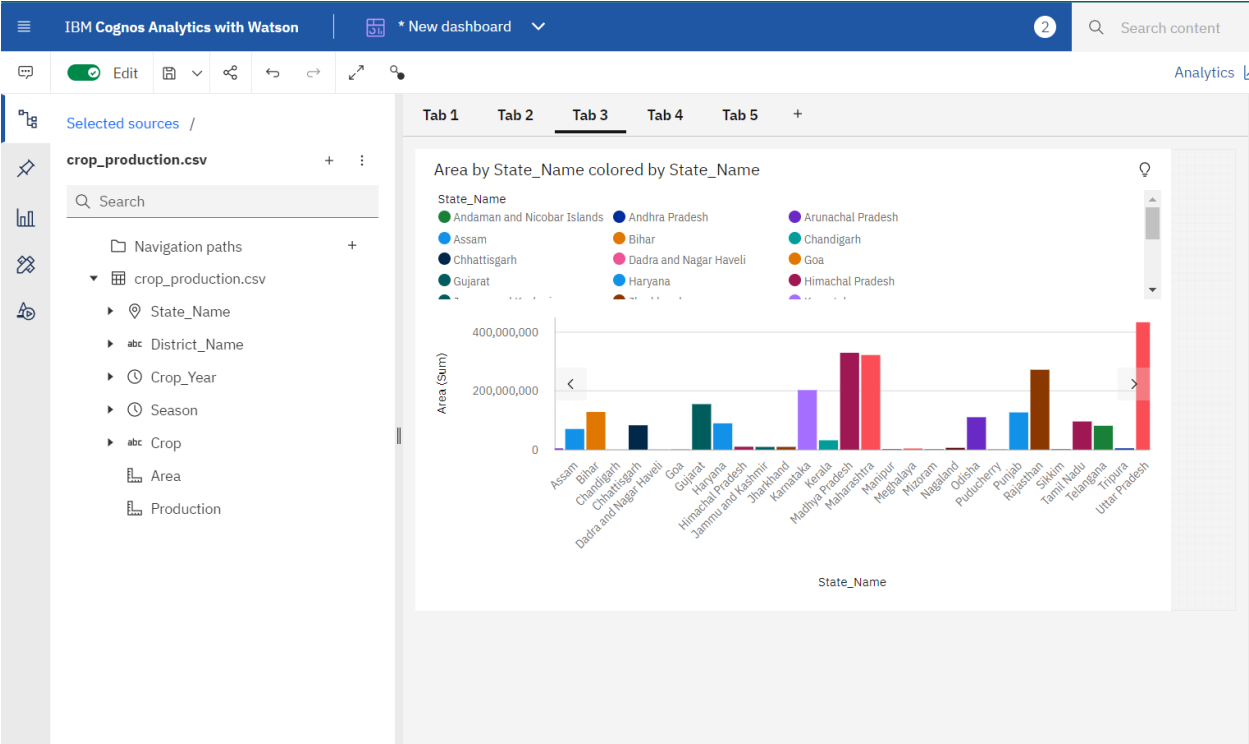 IBM Cognos Analytics with Watson
* New dashboard
2
Search content
Edit
Analytics
Selected sources /
crop_production.csv
Search
Navigation paths
crop_production.csv
State_Name
abc District_Name
Crop_Year
Season
abc Crop
Area
Production
Tab 1 Tab 2 Tab 3 Tab 4 Tab 5 +
Area by State_Name colored by State_Name
State_Name
Andaman and Nicobar Islands Andhra Pradesh Arunachal Pradesh
Assam Bihar Chandigarh
Chhattisgarh Dadra and Nagar Haveli Goa
Gujarat Haryana Himachal Pradesh
400,000,000
200,000,000
0
Area (Sum)
Assam
Bihar
Chandigarh
Chhattisgarh
Dadra and Nagar Haveli
Goa
Gujarat
Haryana
Himachal Pradesh
Jammu and Kashmir
Jharkhand
Karnataka
Kerala
Madhya Pradesh
Maharashtra
Manipur
Meghalaya
Mizoram
Nagaland
Odisha
Puducherry
Punjab
Rajasthan
Sikkim
Tamil Nadu
Telangana
Tripura
Uttar Pradesh
State_Name